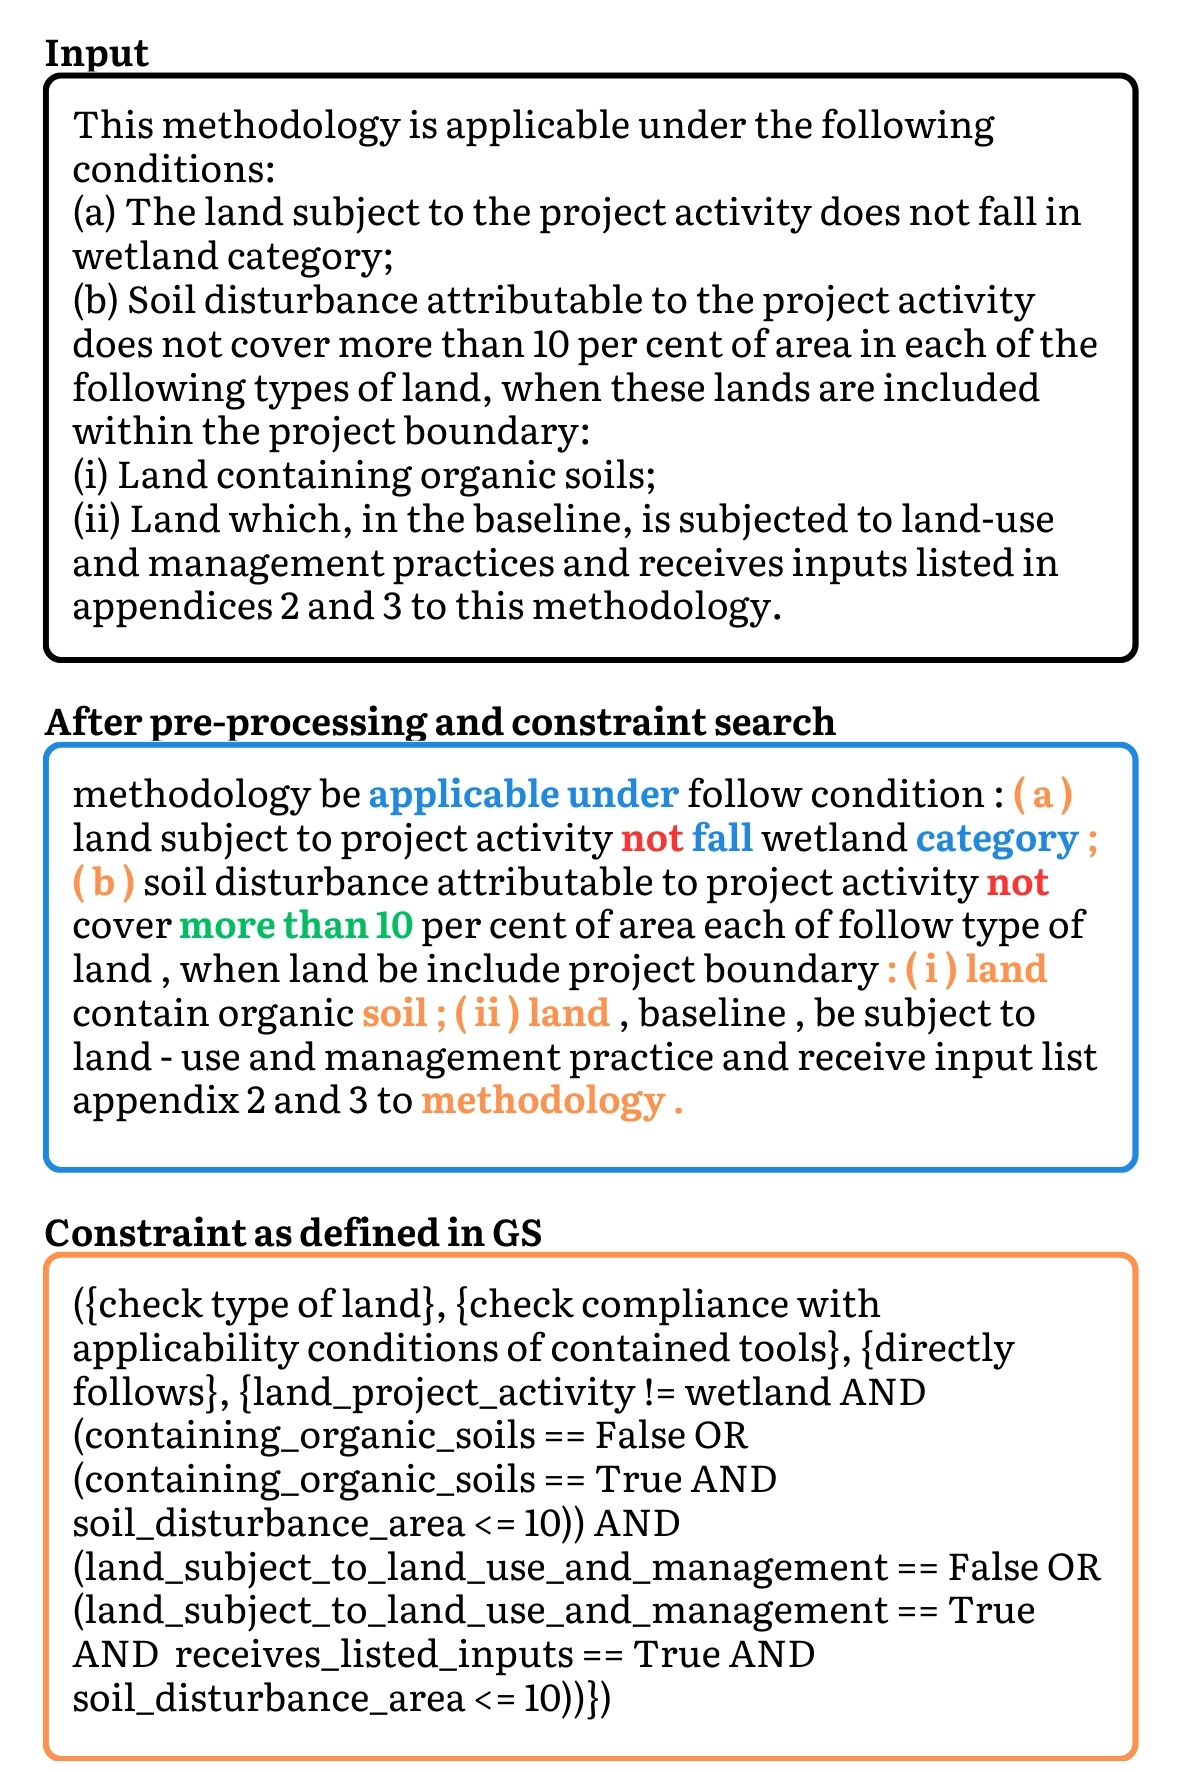 Input
This methodology is applicable under the following
conditions:
(a) The land subject to the project activity does not fall in
wetland category;
(b) Soil disturbance attributable to the project activity
does not cover more than 10 per cent of area in each of the
following types of land, when these lands are included
within the project boundary:
(i) Land containing organic soils;
(ii) Land which, in the baseline, is subjected to land-use
and management practices and receives inputs listed in
appendices 2 and 3 to this methodology.
After pre-processing and constraint search
methodology be applicable under follow condition : ( a )
land subject to project activity not fall wetland category ;
( b ) soil disturbance attributable to project activity not
cover more than 10 per cent of area each of follow type of
land , when land be include project boundary : ( i ) land
contain organic soil ; ( ii ) land , baseline , be subject to
land - use and management practice and receive input list
appendix 2 and 3 to methodology .
Constraint as defined in GS
({check type of land}, {check compliance with
applicability conditions of contained tools}, {directly
follows}, {land_project_activity != wetland AND
(containing_organic_soils == False OR
(containing_organic_soils == True AND
soil_disturbance_area <= 10)) AND
(land_subject_to_land_use_and_management == False OR
(land_subject_to_land_use_and_management == True
AND receives_listed_inputs == True AND
soil_disturbance_area <= 10))})